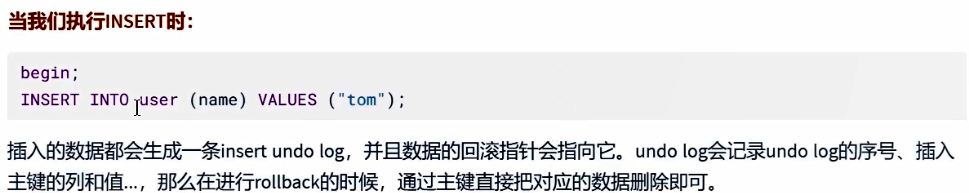 当我们执行INSERT时：
begin;
INSERT INTO user (name) VALUES ("tom");
插入的数据都会生成一条insert undo log，并且数据的回滚指针会指向它。undo log会记录undo log的序号、插入
主键的列和值...，那么在进行rollback的时候，通过主键直接把对应的数据删除即可。